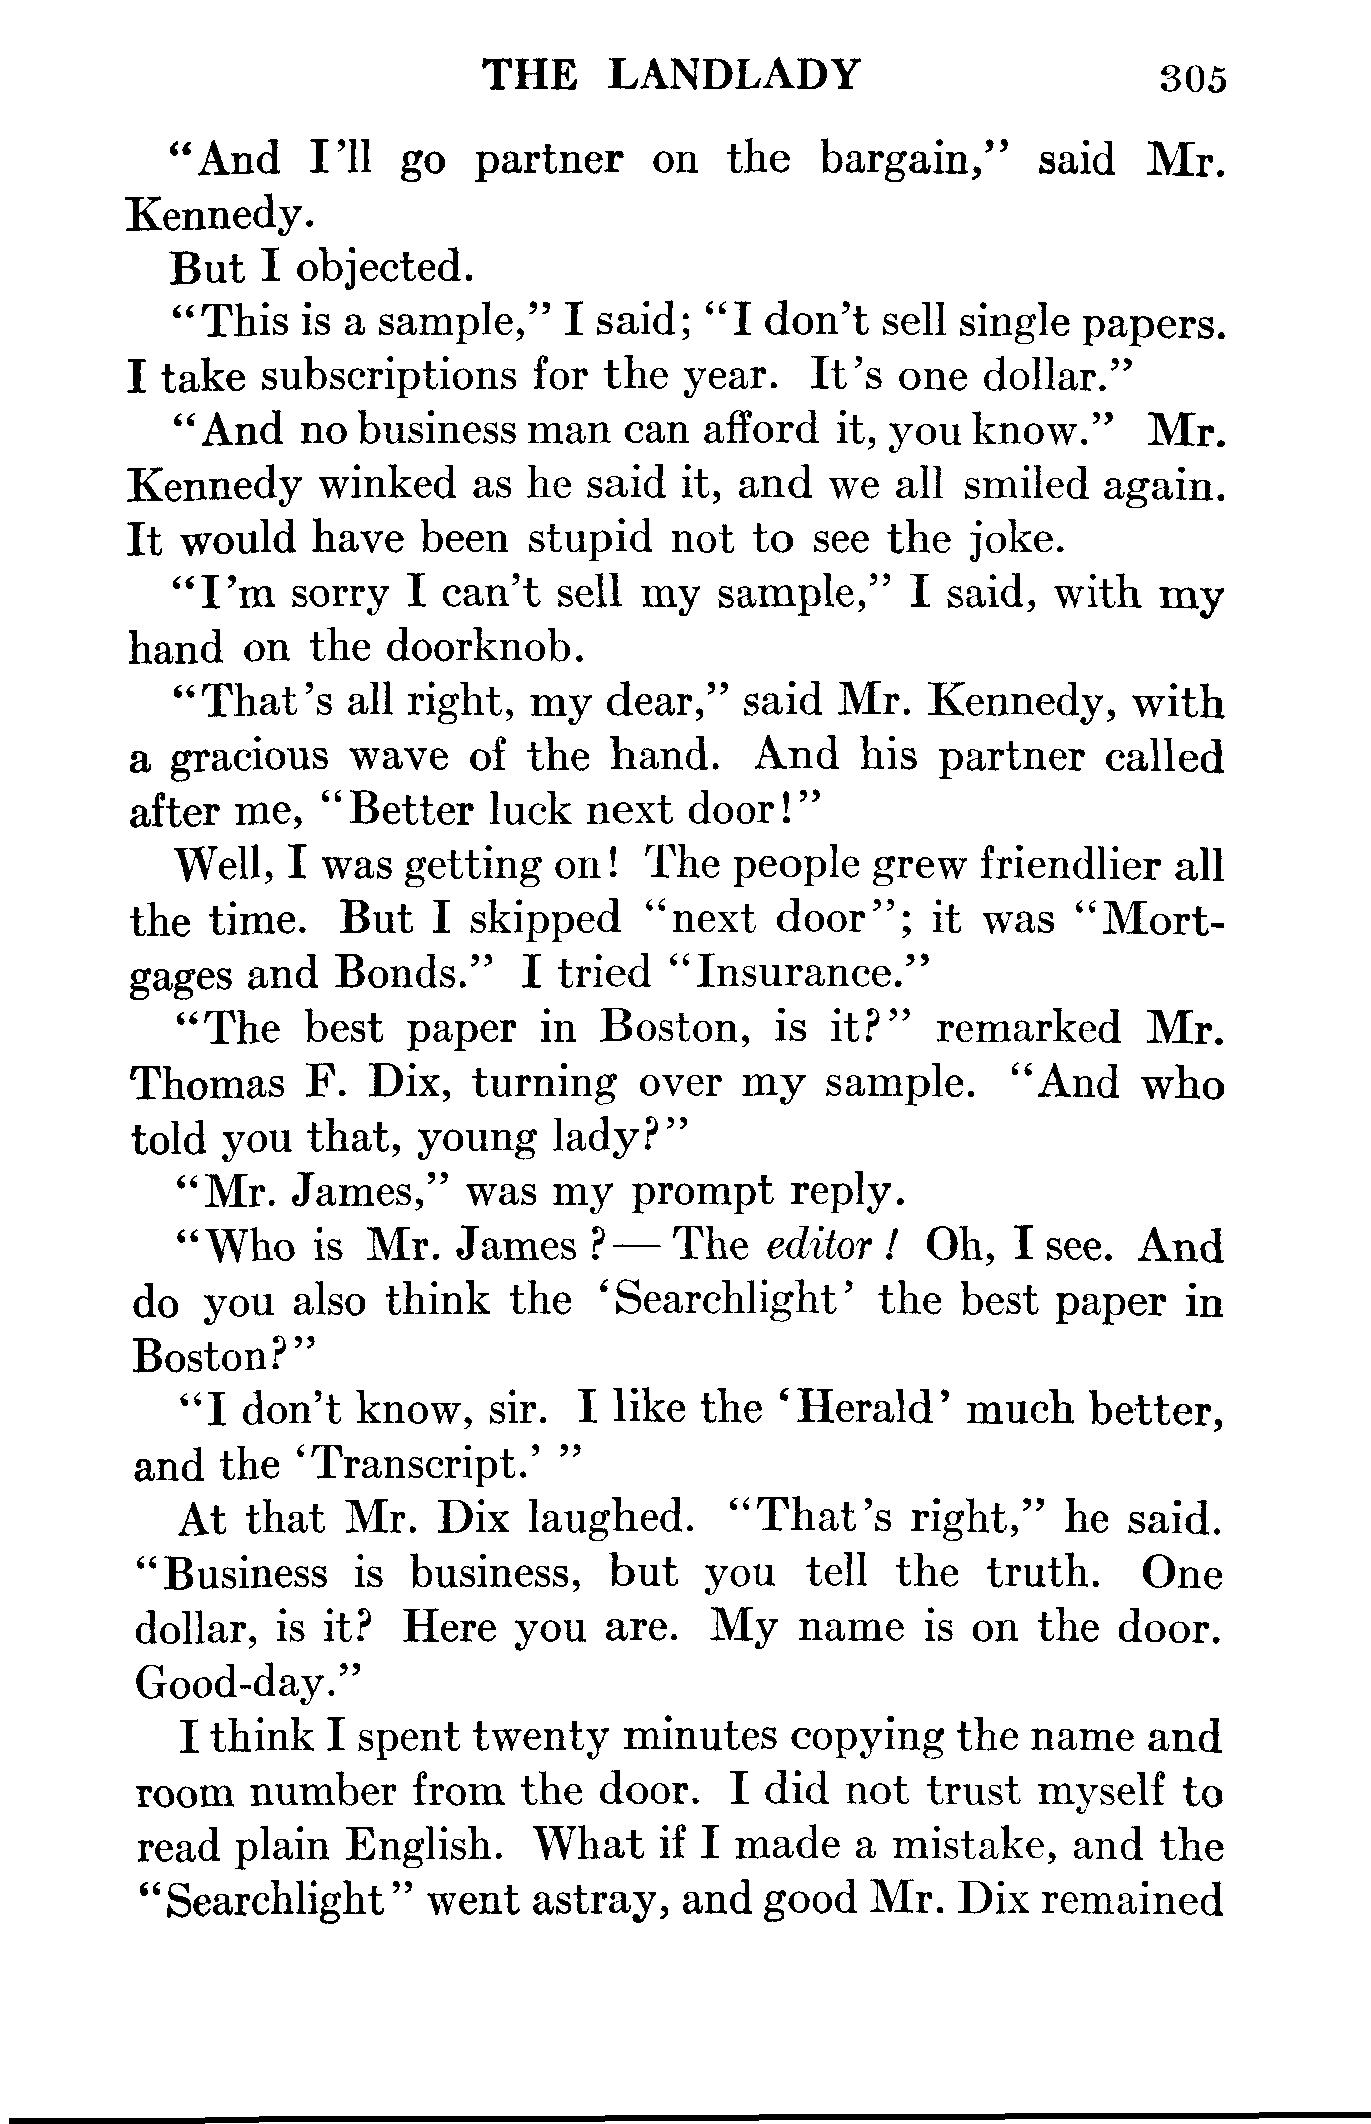 THE LANDLADY 305
"And I'll go partner on the bargain," said Mr.
Kennedy.
But I objected.
"This is a sample," I said; "I don't sell single papers.
I take subscriptions for the year. It's one dollar."
"And no business man can afford it, you know." Mr.
Kennedy winked as he said it, and we all smiled again.
It would have been stupid not to see the joke.
"I'm sorry I can't sell my sample," I said, with my
hand on the doorknob.
"That's all right, my dear," said Mr. Kennedy, with
a gracious wave of the hand. And his partner called
after me, "Better luck next door!"
Well, I was getting on! The people grew friendlier all
the time. But I skipped "next door"; it was "Mort-
gages and Bonds." I tried "Insurance."
"The best paper in Boston, is it?" remarked Mr.
Thomas F. Dix, turning over my sample. "And who
told you that, young lady?"
"Mr. James," was my prompt reply.
"Who is Mr. James?—The editor! Oh, I see. And
do you also think the 'Searchlight' the best paper in
Boston?"
"I don't know, sir. I like the 'Herald' much better,
and the 'Transcript.' "
At that Mr. Dix laughed. "That's right," he said.
"Business is business, but you tell the truth. One
dollar, is it? Here you are. My name is on the door.
Good-day."
I think I spent twenty minutes copying the name and
room number from the door. I did not trust myself to
read plain English. What if I made a mistake, and the
"Searchlight" went astray, and good Mr. Dix remained